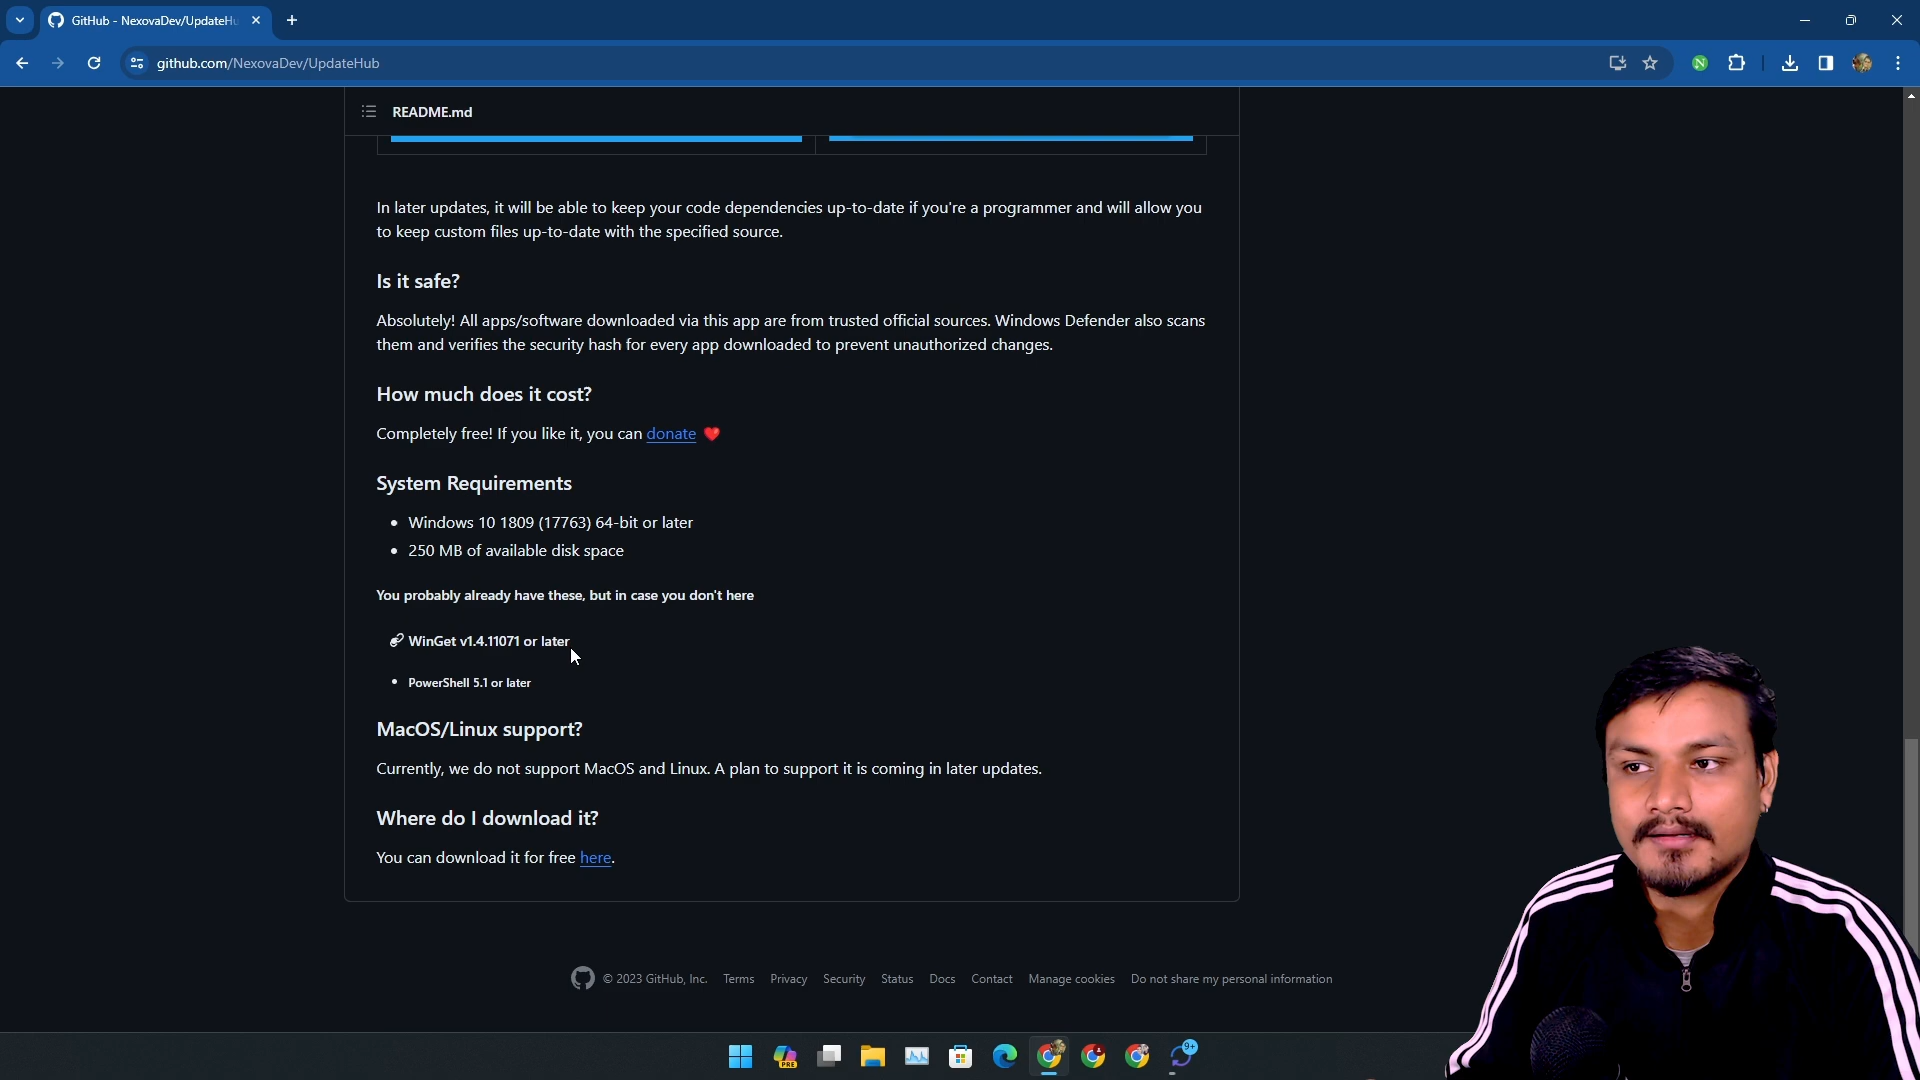 GitHub - NexovaDev/UpdateHu
github.com/NexovaDev/UpdateHub
N
README.md
In later updates, it will be able to keep your code dependencies up-to-date if you're a programmer and will allow you
to keep custom files up-to-date with the specified source.
Is it safe?
Absolutely! All apps/software downloaded via this app are from trusted official sources. Windows Defender also scans
them and verifies the security hash for every app downloaded to prevent unauthorized changes.
How much does it cost?
Completely free! If you like it, you can donate ❤️
System Requirements
• Windows 10 1809 (17763) 64-bit or later
• 250 MB of available disk space
You probably already have these, but in case you don't here
WinGet v1.4.11071 or later
• PowerShell 5.1 or later
MacOS/Linux support?
Currently, we do not support MacOS and Linux. A plan to support it is coming in later updates.
Where do I download it?
You can download it for free here.
© 2023 GitHub, Inc. Terms Privacy Security Status Docs Contact Manage cookies Do not share my personal information
PRE
9+